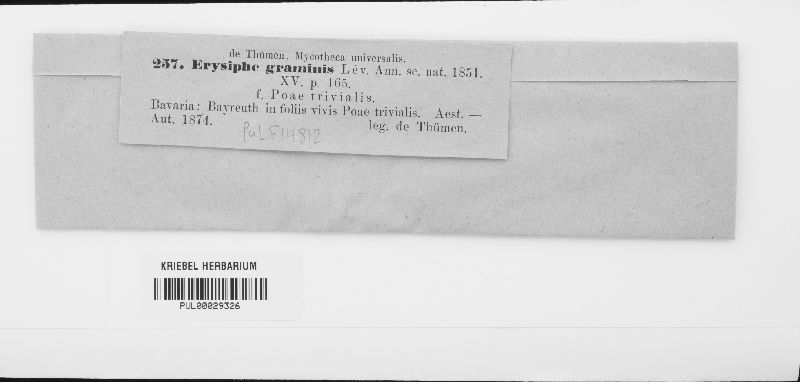 de Thümen, Mycotheca universalis.
257. Erysiphe graminis Lév. Ann. sc. nat. 1851.
XV. p. 165.
f. Poae trivialis.
Bavaria: Bayreuth in foliis vivis Poae trivialis. Aest. —
Aut. 1874. leg. de Thümen.
PUL F14812
KRIEBEL HERBARIUM
PUL00029326